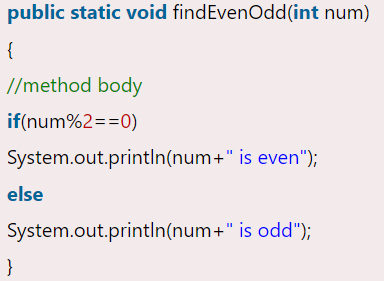 public static void findEvenOdd(int num)
{
//method body
if(num%2==0)
System.out.println(num+" is even");
else
System.out.println(num+" is odd");
}